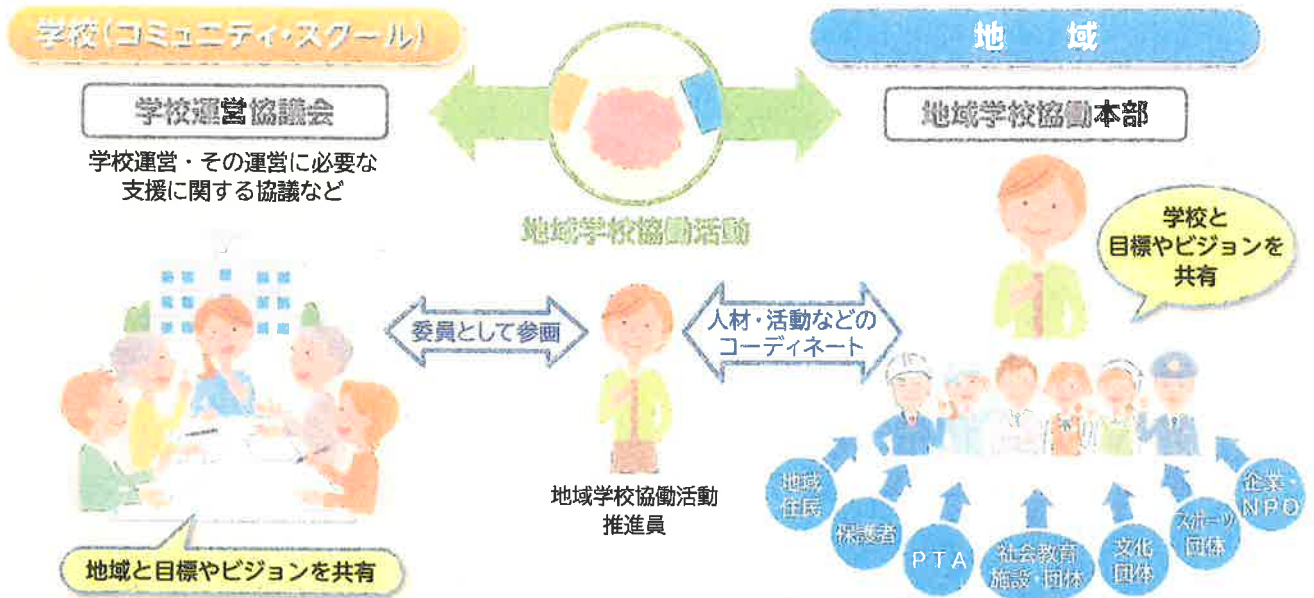 学校(コミュニティ・スクール)
地域
学校運営協議会
地域学校協働本部
学校運営・その運営に必要な
支援に関する協議など
地域学校協働活動
学校と
目標やビジョンを
共有
委員として参画
人材・活動などの
コーディネート
地域学校協働活動
推進員
地域と目標やビジョンを共有
地域
住民
保護者
PTA
社会教育
施設・団体
文化
団体
スポーツ
団体
企業・
NPO